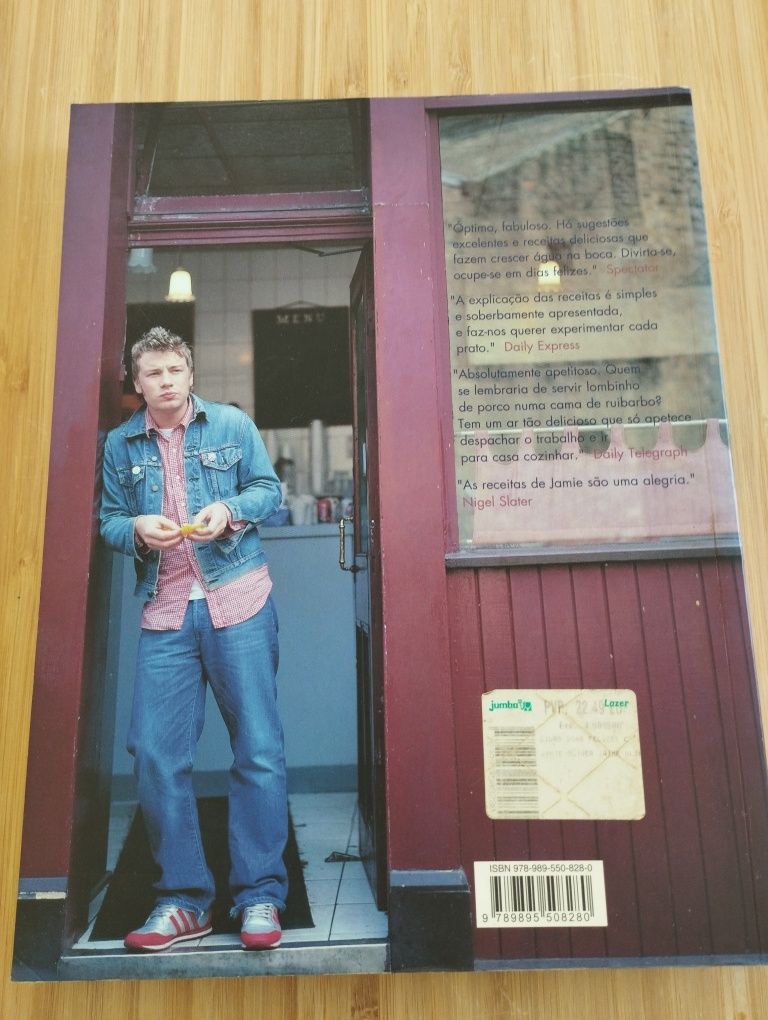 MENU
"Óptimo, fabuloso. Há sugestões
excelentes e receitas deliciosas que
fazem crescer água na boca. Divirta-se,
ocupe-se em dias felizes." Spectator
"A explicação das receitas é simples
e soberbamente apresentada,
e faz-nos querer experimentar cada
prato." Daily Express
"Absolutamente apetitoso. Quem
se lembraria de servir lombinho
de porco numa cama de ruibarbo?
Tem um ar tão delicioso que só apetece
despachar o trabalho e ir
para casa cozinhar," Daily Telegraph
"As receitas de Jamie são uma alegria."
Nigel Slater
jumbo PVP. 22.49 Lazer
ISBN 978-989-550-828-0
9 789895 508280